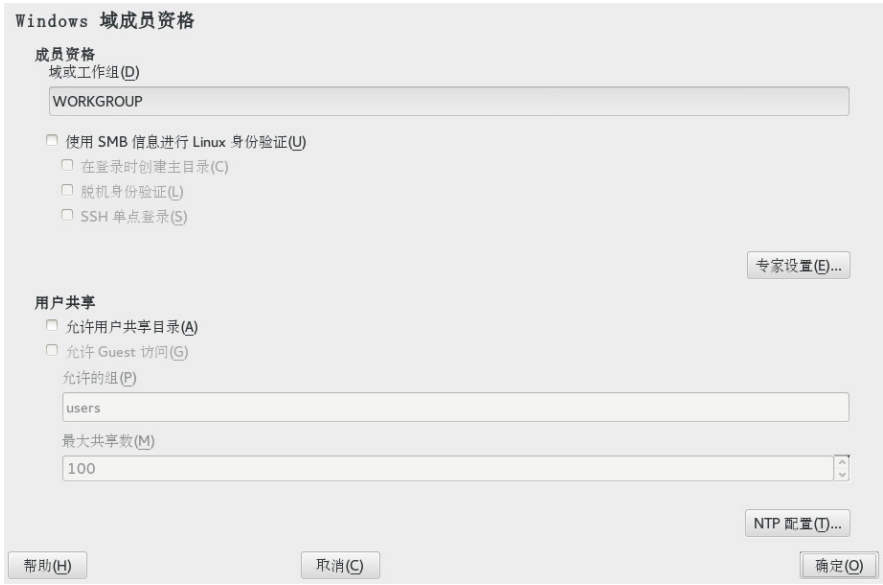 Windows 域成员资格
成员资格
域或工作组(D)
WORKGROUP
使用 SMB 信息进行 Linux 身份验证(U)
在登录时创建主目录(C)
脱机身份验证(L)
SSH 单点登录(S)
专家设置(E)...
用户共享
允许用户共享目录(A)
允许 Guest 访问(G)
允许的组(P)
users
最大共享数(M)
100
NTP 配置(T)...
帮助(H) 取消(C) 确定(O)